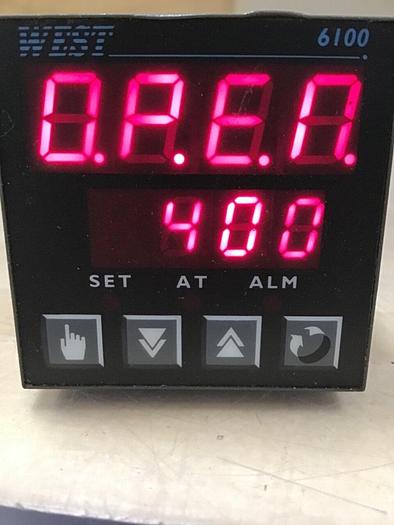 WEST 6100
O.P.E.N.
400
SET AT ALM